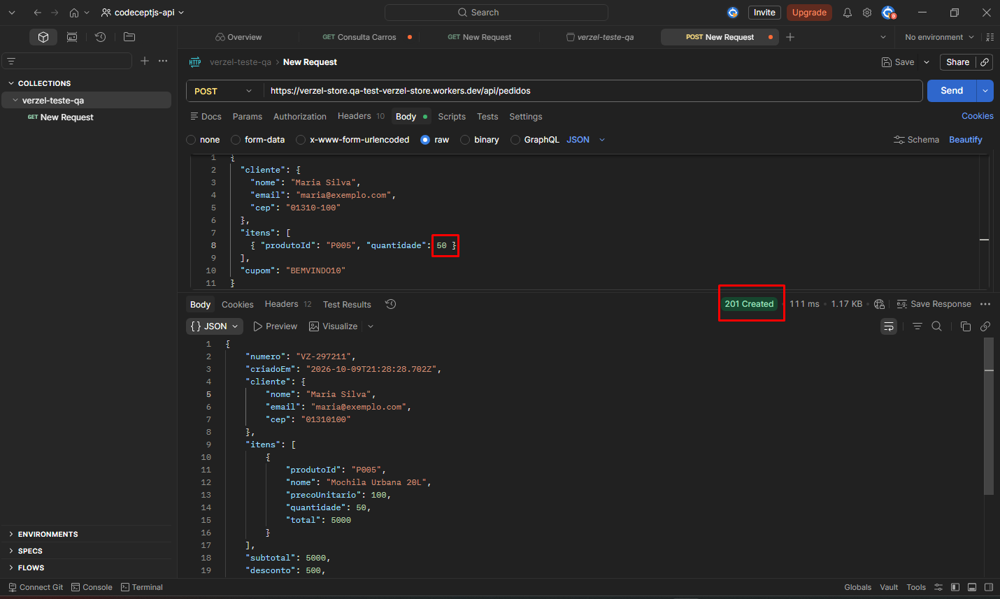 codeceptjs-api
Search
Invite
Upgrade
Overview
GET Consulta Carros
GET New Request
verzel-teste-qa
POST New Request
No environment
COLLECTIONS
verzel-teste-qa
GET New Request
HTTP verzel-teste-qa > New Request
Save
Share
POST
https://verzel-store.qa-test-verzel-store.workers.dev/api/pedidos
Send
Docs Params Authorization Headers 10 Body Scripts Tests Settings
Cookies
none form-data x-www-form-urlencoded raw binary GraphQL JSON
Schema Beautify
1 {
2 "cliente": {
3 "nome": "Maria Silva",
4 "email": "maria@exemplo.com",
5 "cep": "01310-100"
6 },
7 "itens": [
8 { "produtoId": "P005", "quantidade": 50 }
9 ],
10 "cupom": "BEMVINDO10"
11 }
Body Cookies Headers 12 Test Results
201 Created 111 ms 1.17 KB e.g. Save Response
{} JSON Preview Visualize
1 {
2 "numero": "VZ-297211",
3 "criadoEm": "2026-10-09T21:28:28.702Z",
4 "cliente": {
5 "nome": "Maria Silva",
6 "email": "maria@exemplo.com",
7 "cep": "01310100"
8 },
9 "itens": [
10 {
11 "produtoId": "P005",
12 "nome": "Mochila Urbana 20L",
13 "precoUnitario": 100,
14 "quantidade": 50,
15 "total": 5000
16 }
17 ],
18 "subtotal": 5000,
19 "desconto": 500,
ENVIRONMENTS
SPECS
FLOWS
Connect Git Console Terminal
Globals Vault Tools